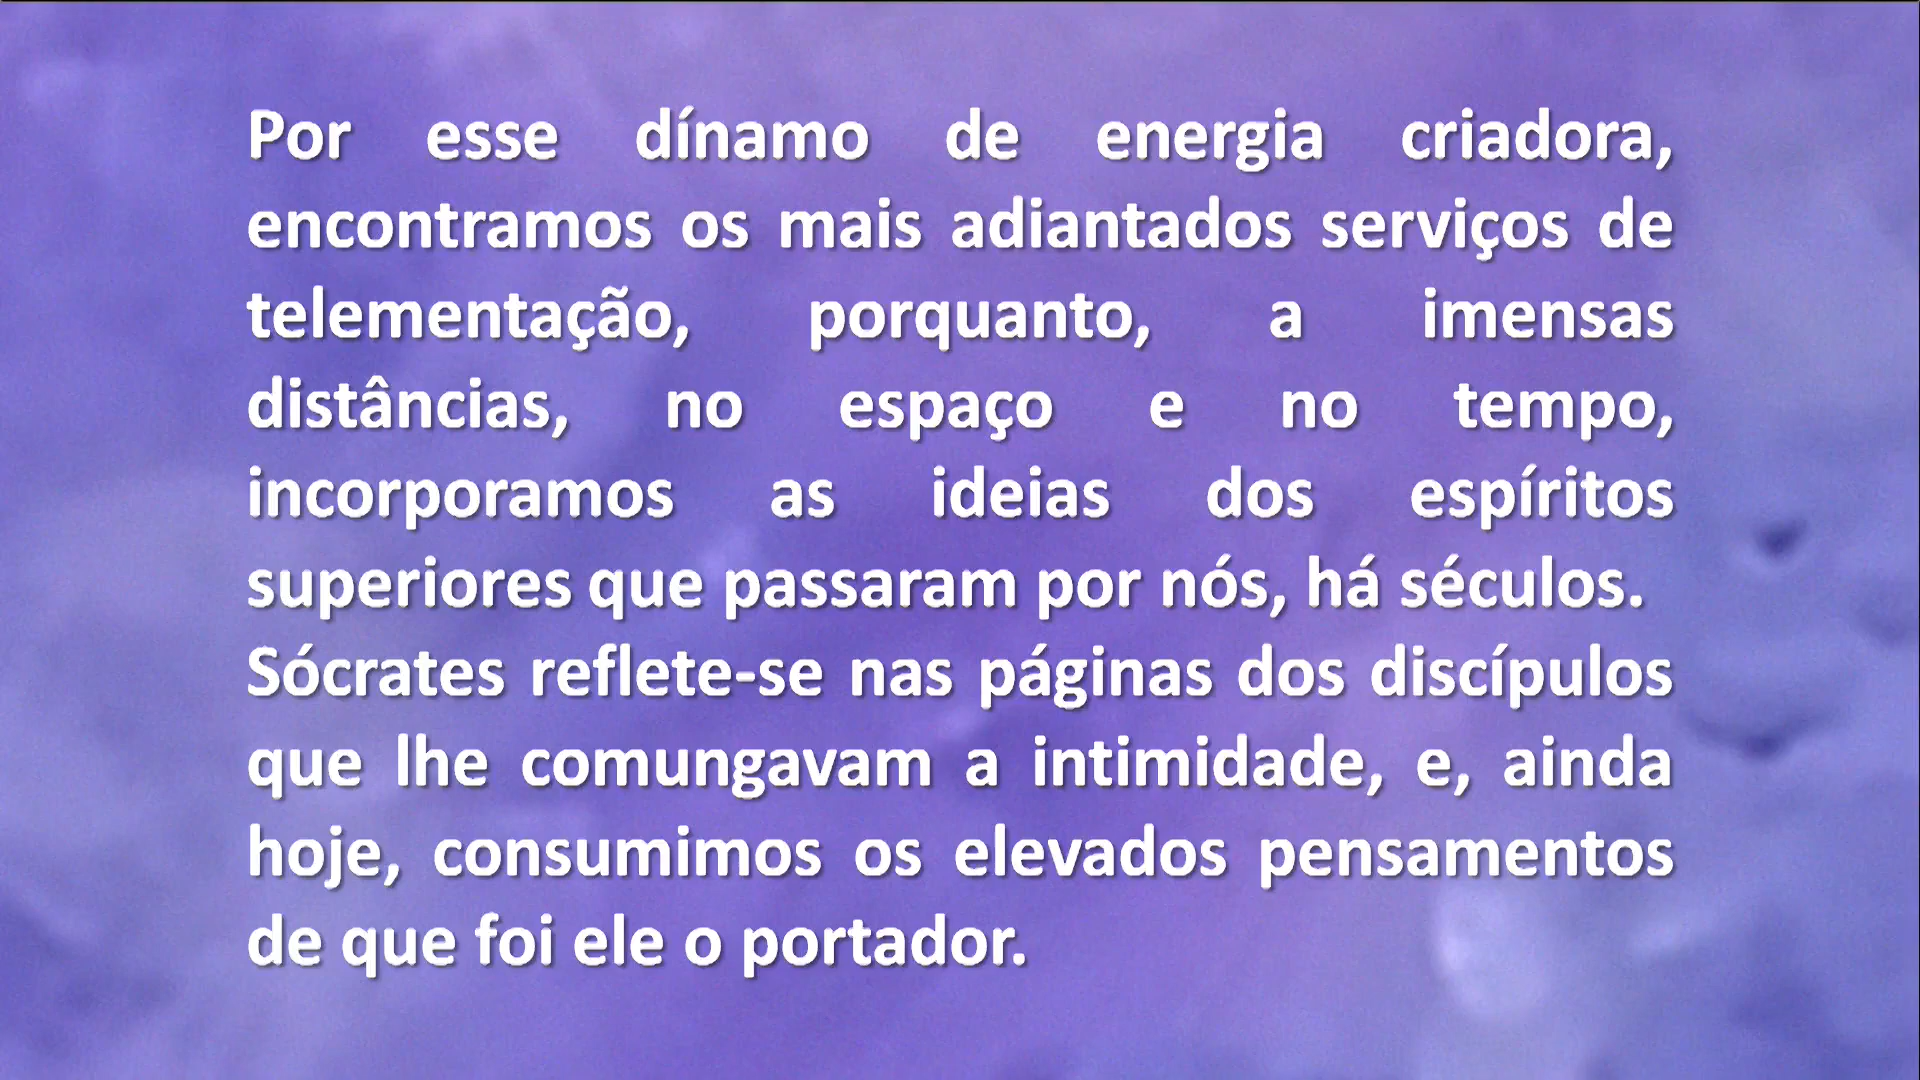 Por esse dínamo de energia criadora,
encontramos os mais adiantados serviços de
telementação, porquanto, a imensas
distâncias, no espaço e no tempo,
incorporamos as ideias dos espíritos
superiores que passaram por nós, há séculos.
Sócrates reflete-se nas páginas dos discípulos
que lhe comungavam a intimidade, e, ainda
hoje, consumimos os elevados pensamentos
de que foi ele o portador.